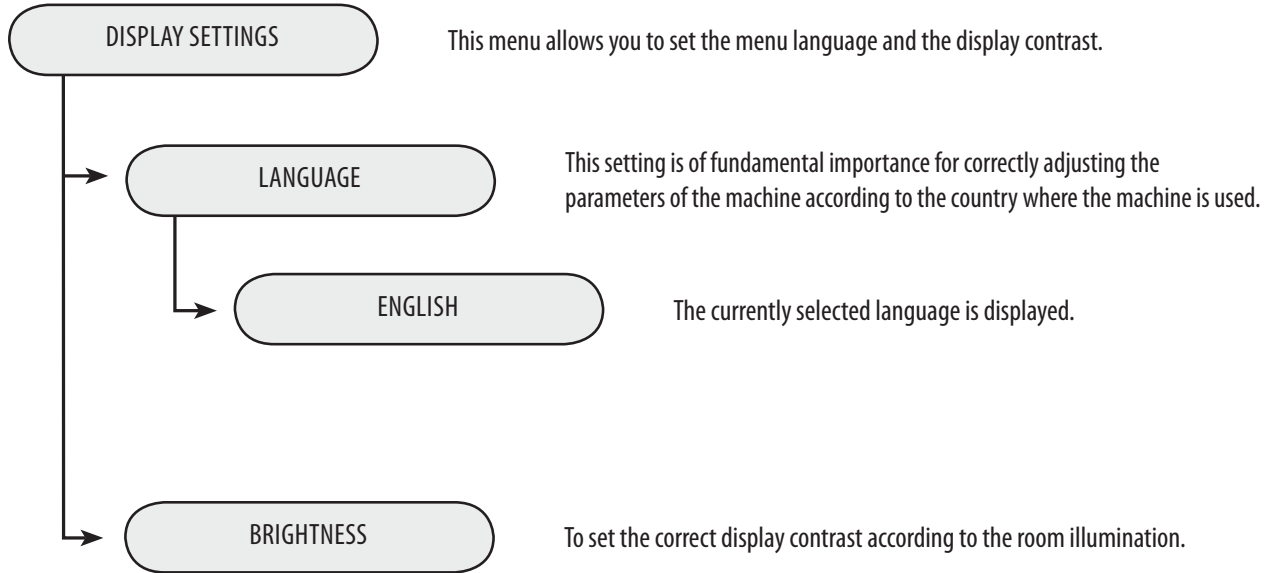 DISPLAY SETTINGS
This menu allows you to set the menu language and the display contrast.
LANGUAGE
This setting is of fundamental importance for correctly adjusting the
parameters of the machine according to the country where the machine is used.
ENGLISH
The currently selected language is displayed.
BRIGHTNESS
To set the correct display contrast according to the room illumination.